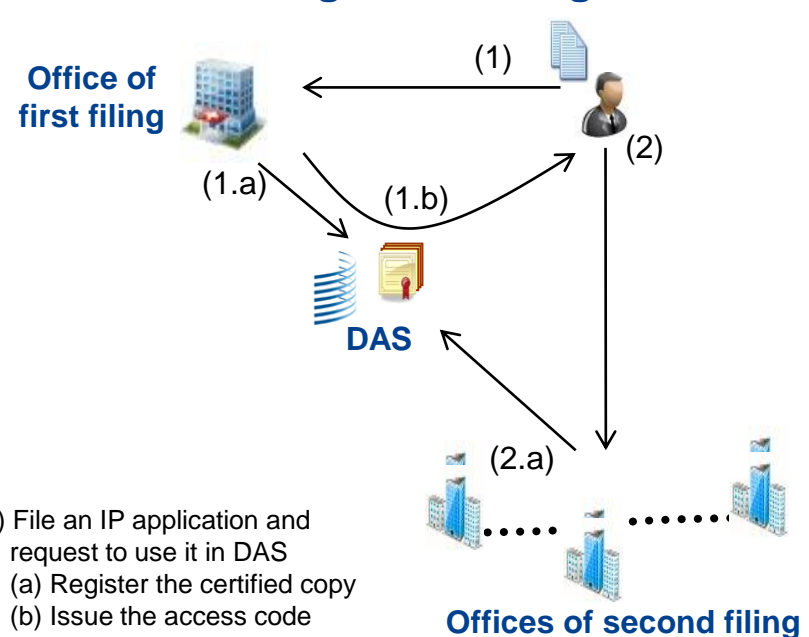 (1)
Office of
first filing
(2)
(1.a)
(1.b)
DAS
(2.a)
) File an IP application and
request to use it in DAS
(a) Register the certified copy
(b) Issue the access code
Offices of second filing